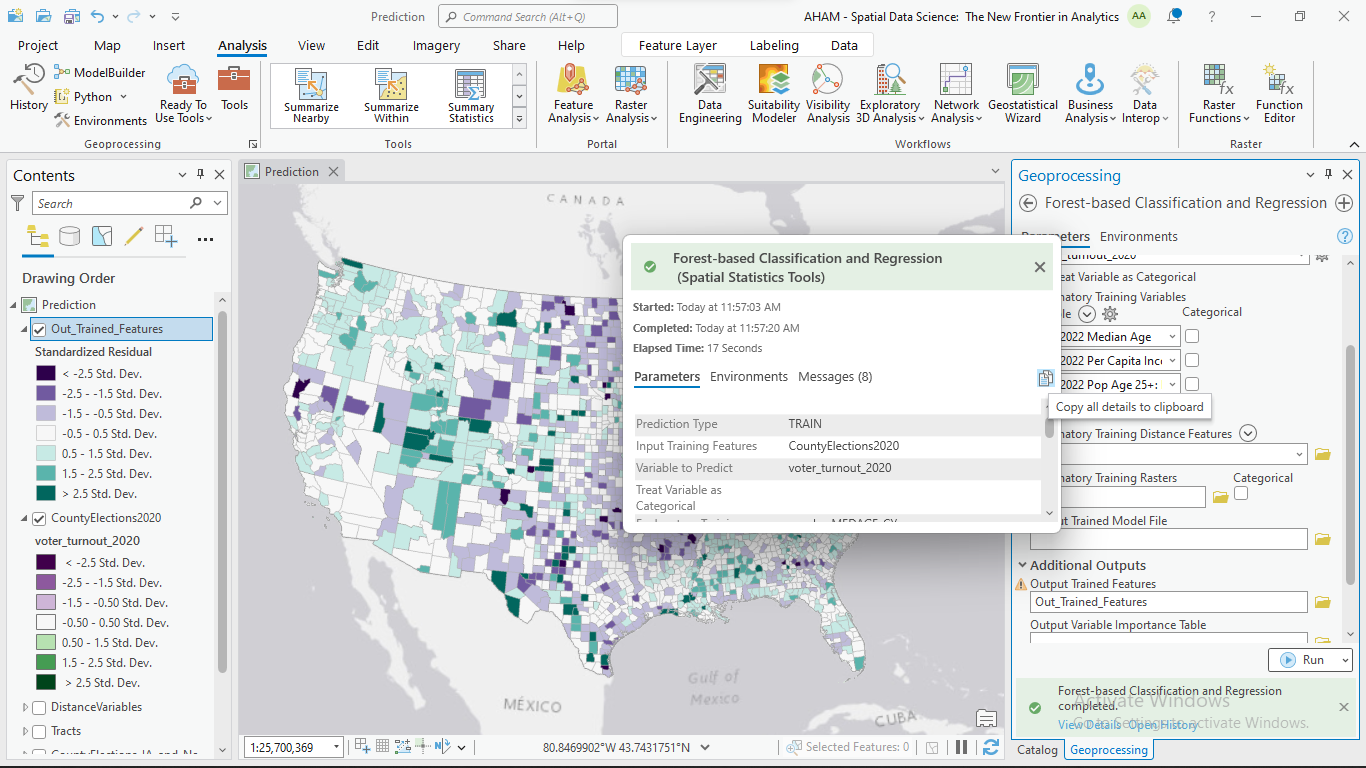 Prediction
Command Search (Alt+Q)
AHAM - Spatial Data Science: The New Frontier in Analytics
AA
?
Project
Map
Insert
Analysis
View
Edit
Imagery
Share
Help
Feature Layer
Labeling
Data
History
ModelBuilder
Python
Environments
Ready To
Use Tools
Tools
Geoprocessing
Summarize
Nearby
Summarize
Within
Summary
Statistics
Tools
Feature
Analysis
Raster
Analysis
Portal
Data
Engineering
Suitability
Modeler
Visibility
Analysis
Exploratory
3D Analysis
Network
Analysis
Geostatistical
Wizard
Business
Analysis
Data
Interop
Workflows
Raster
Functions
Function
Editor
Raster
Contents
Search
Drawing Order
Prediction
Out_Trained_Features
Standardized Residual
< -2.5 Std. Dev.
-2.5 - -1.5 Std. Dev.
-1.5 - -0.5 Std. Dev.
-0.5 - 0.5 Std. Dev.
0.5 - 1.5 Std. Dev.
1.5 - 2.5 Std. Dev.
> 2.5 Std. Dev.
CountyElections2020
voter_turnout_2020
< -2.5 Std. Dev.
-2.5 - -1.5 Std. Dev.
-1.5 - -0.50 Std. Dev.
-0.50 - 0.50 Std. Dev.
0.50 - 1.5 Std. Dev.
1.5 - 2.5 Std. Dev.
> 2.5 Std. Dev.
DistanceVariables
Tracts
Prediction
CANADA
Gulf of
Mexico
MÉXICO
CUBA
1:25,700,369
80.8469902°W 43.7431751°N
Selected Features: 0
Forest-based Classification and Regression
(Spatial Statistics Tools)
Started: Today at 11:57:03 AM
Completed: Today at 11:57:20 AM
Elapsed Time: 17 Seconds
Parameters
Environments
Messages (8)
Copy all details to clipboard
Prediction Type TRAIN
Input Training Features CountyElections2020
Variable to Predict voter_turnout_2020
Treat Variable as
Categorical
Geoprocessing
Forest-based Classification and Regression
Parameters
Environments
?
_turnout_2020
eat Variable as Categorical
natory Training Variables
le
Categorical
2022 Median Age
2022 Per Capita Inc
2022 Pop Age 25+:
natory Training Distance Features
natory Training Rasters
Categorical
t Trained Model File
Additional Outputs
Output Trained Features
Out_Trained_Features
Output Variable Importance Table
Run
Forest-based Classification and Regression
completed.
View Details Open History
Activate Windows
Go to Settings to activate Windows.
Catalog
Geoprocessing